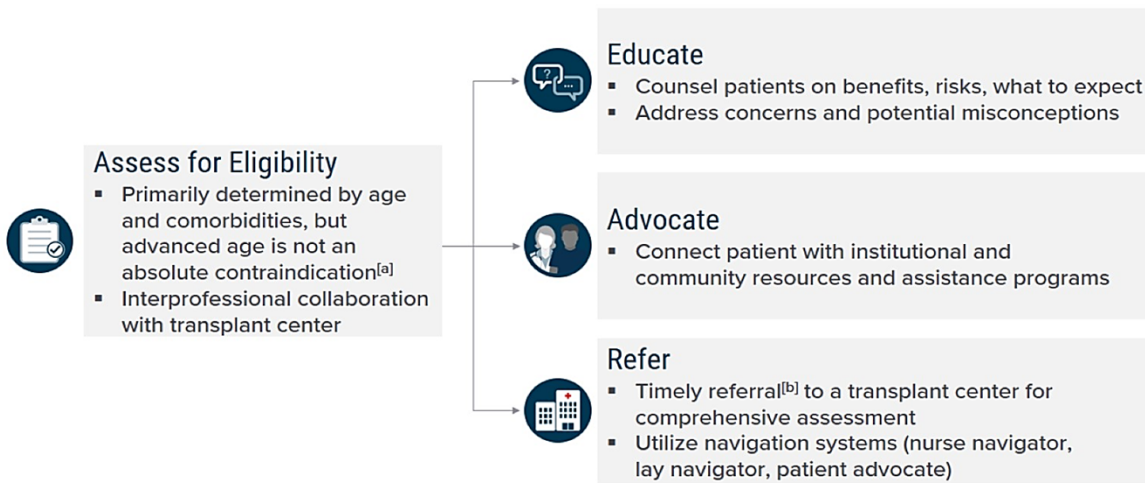 Assess for Eligibility
▪ Primarily determined by age
and comorbidities, but
advanced age is not an
absolute contraindication[a]
▪ Interprofessional collaboration
with transplant center
?
...
Educate
▪ Counsel patients on benefits, risks, what to expect
▪ Address concerns and potential misconceptions
Advocate
▪ Connect patient with institutional and
community resources and assistance programs
Refer
▪ Timely referral[b] to a transplant center for
comprehensive assessment
▪ Utilize navigation systems (nurse navigator,
lay navigator, patient advocate)